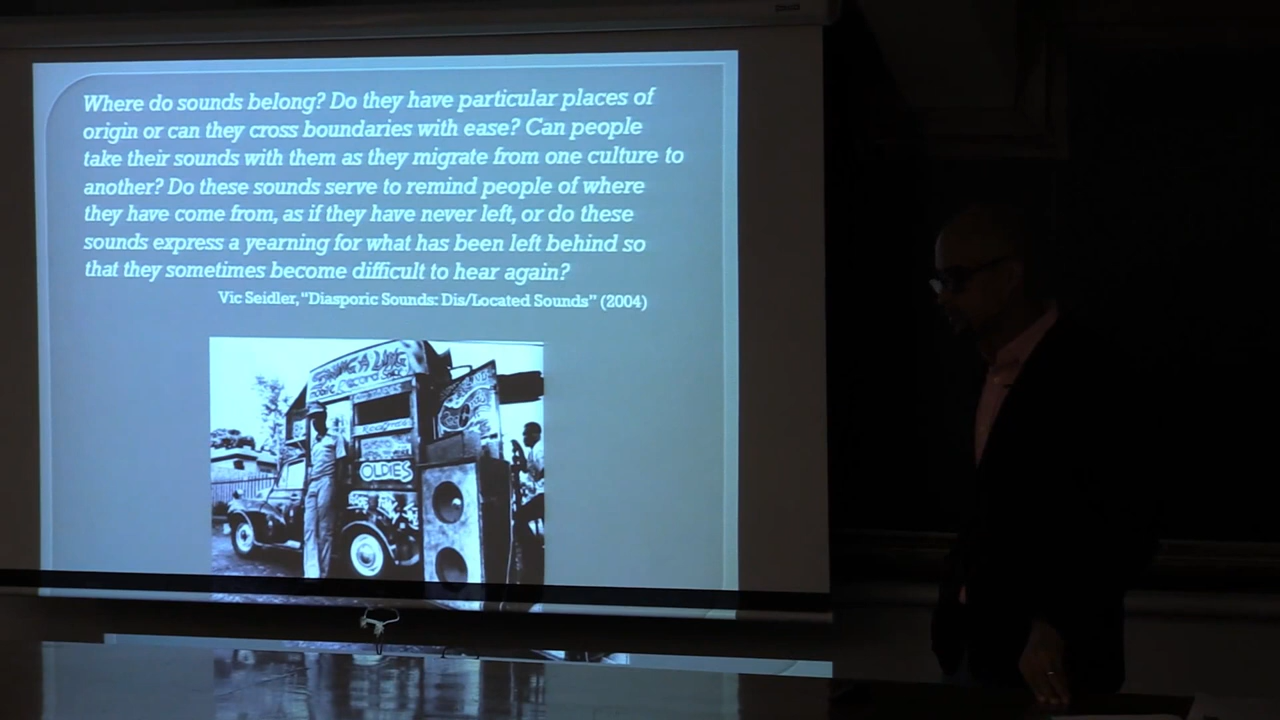 Where do sounds belong? Do they have particular places of
origin or can they cross boundaries with ease? Can people
take their sounds with them as they migrate from one culture to
another? Do these sounds serve to remind people of where
they have come from, as if they have never left, or do these
sounds express a yearning for what has been left behind so
that they sometimes become difficult to hear again?
Vic Seidler, “Diasporic Sounds: Dis/Located Sounds” (2004)
OLDIES